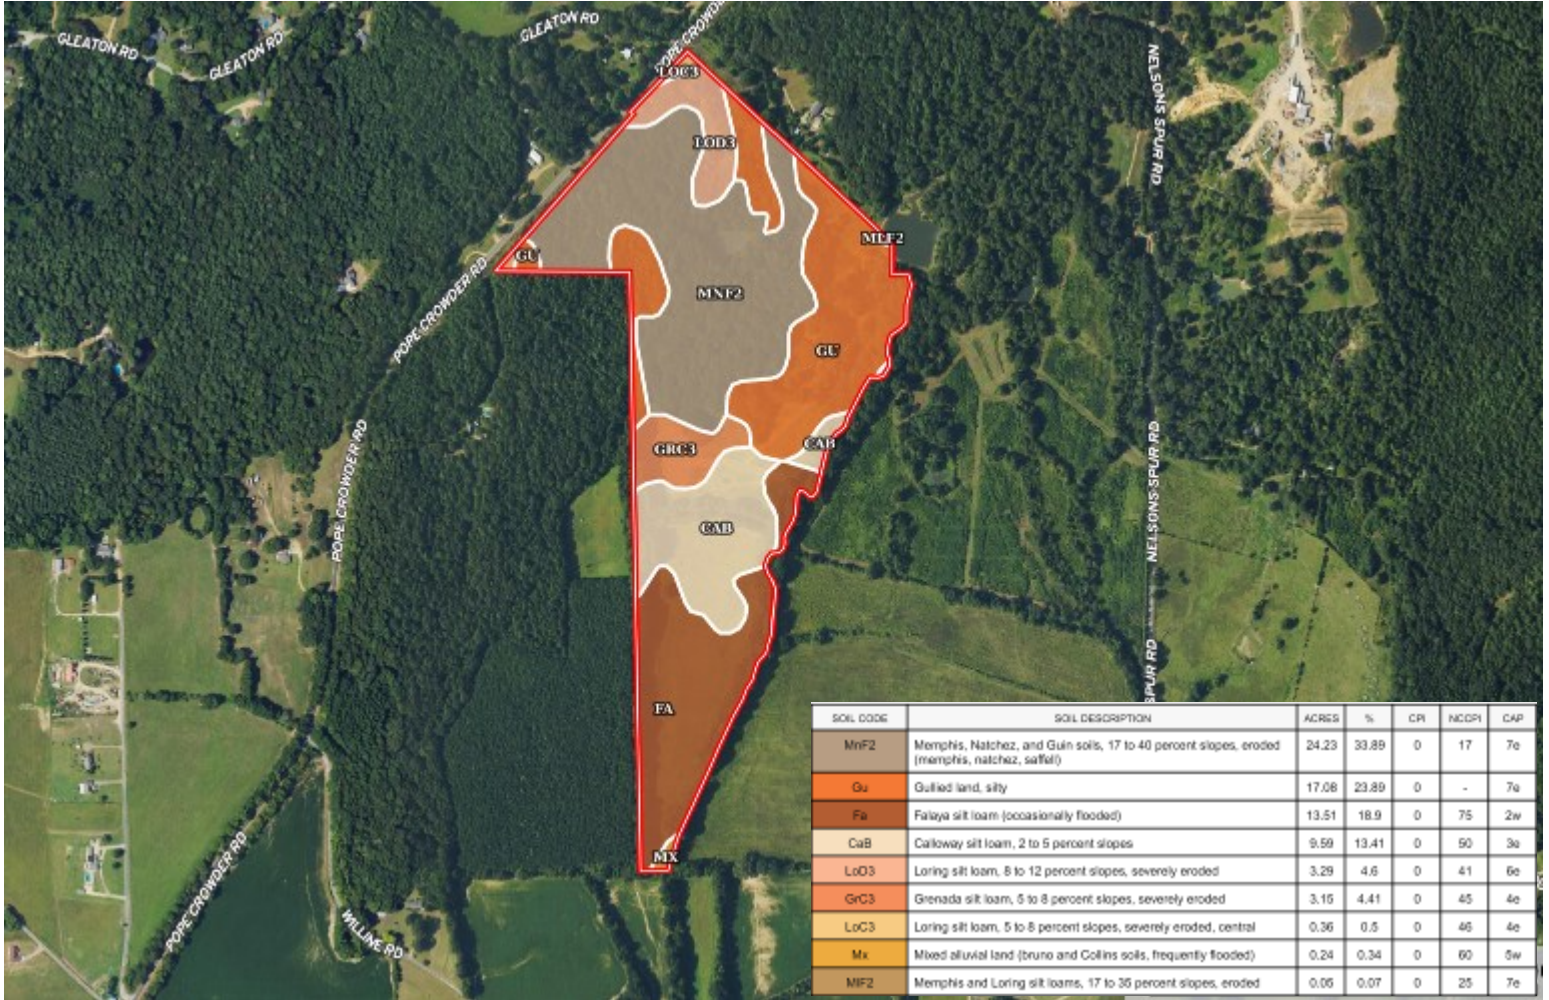 GLEATON RD
GLEATON RD
GLEATON RD
POPE CROWDER
LOC3
LOD3
NELSONS SPUR RD
MLF2
GU
POPE CROWDER RD
MNF2
GU
CAB
GRC3
POPE CROWDER RD
NELSONS SPUR RD
CAB
SPUR RD
FA
MX
POPE CROWDER RD
WILLINE RD
SOIL CODE SOIL DESCRIPTION ACRES % CPI NCCPI CAP
MnF2 Memphis, Natchez, and Guin soils, 17 to 40 percent slopes, eroded 24.23 33.89 0 17 7e
(memphis, natchez, saffell)
Gu Gullied land, silty 17.08 23.89 0 - 7e
Fa Falaya silt loam (occasionally flooded) 13.51 18.9 0 75 2w
CaB Calloway silt loam, 2 to 5 percent slopes 9.59 13.41 0 50 3e
LoD3 Loring silt loam, 8 to 12 percent slopes, severely eroded 3.29 4.6 0 41 6e
GrC3 Grenada silt loam, 5 to 8 percent slopes, severely eroded 3.15 4.41 0 45 4e
LoC3 Loring silt loam, 5 to 8 percent slopes, severely eroded, central 0.36 0.5 0 46 4e
Mx Mixed alluvial land (bruno and Collins soils, frequently flooded) 0.24 0.34 0 60 5w
MlF2 Memphis and Loring silt loams, 17 to 35 percent slopes, eroded 0.05 0.07 0 25 7e